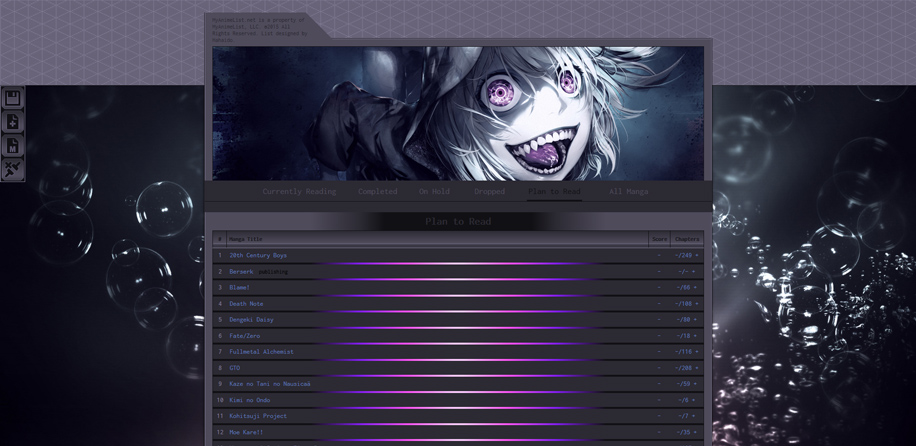 MyAnimeList.net is a property of
MyAnimeList, LLC. ©2015 All
Rights Reserved. List designed by
Currently Reading Completed On Hold Dropped Plan to Read All Manga
Plan to Read
# Manga Title Score Chapters
1 20th Century Boys - -/249 +
2 Berserk publishing - -/- +
3 Blame! - -/66 +
4 Death Note - -/108 +
5 Dengeki Daisy - -/80 +
6 Fate/Zero - -/18 +
7 Fullmetal Alchemist - -/116 +
8 GTO - -/208 +
9 Kaze no Tani no Nausicaä - -/59 +
10 Kimi no Ondo - -/6 +
11 Kohitsuji Project - -/7 +
12 Moe Kare!! - -/35 +